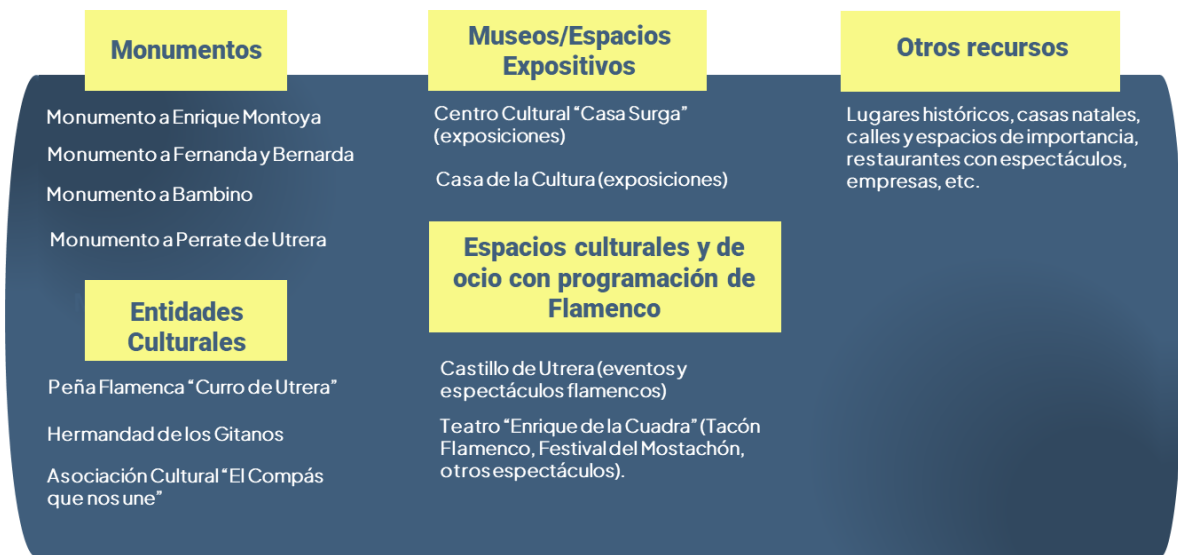 Monumentos
Monumento a Enrique Montoya
Monumento a Fernanda y Bernarda
Monumento a Bambino
Monumento a Perrate de Utrera
Entidades
Culturales
Peña Flamenca “Curro de Utrera”
Hermandad de los Gitanos
Asociación Cultural “El Compás
que nos une”
Museos/Espacios
Expositivos
Centro Cultural “Casa Surga”
(exposiciones)
Casa de la Cultura (exposiciones)
Espacios culturales y de
ocio con programación de
Flamenco
Castillo de Utrera (eventos y
espectáculos flamencos)
Teatro “Enrique de la Cuadra” (Tacón
Flamenco, Festival del Mostachón,
otros espectáculos).
Otros recursos
Lugares históricos, casas natales,
calles y espacios de importancia,
restaurantes con espectáculos,
empresas, etc.